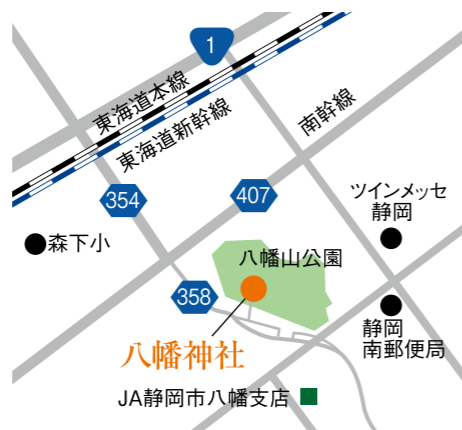 1
東海道本線
東海道新幹線
南幹線
354
407
ツインメッセ
静岡
森下小
八幡山公園
358
静岡
南郵便局
八幡神社
JA静岡市八幡支店